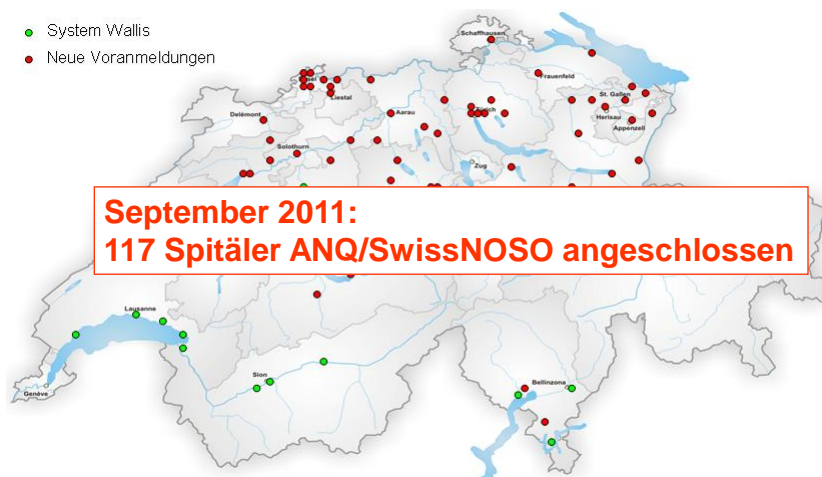 System Wallis
Neue Voranmeldungen
Schaffhausen
Frauenfeld
Liestal
St. Gallen
Herisau
Appenzell
Delémont
Aarau
Zürich
Solothurn
Zug
September 2011:
117 Spitäler ANQ/SwissNOSO angeschlossen
Lausanne
Sion
Bellinzona
Genève